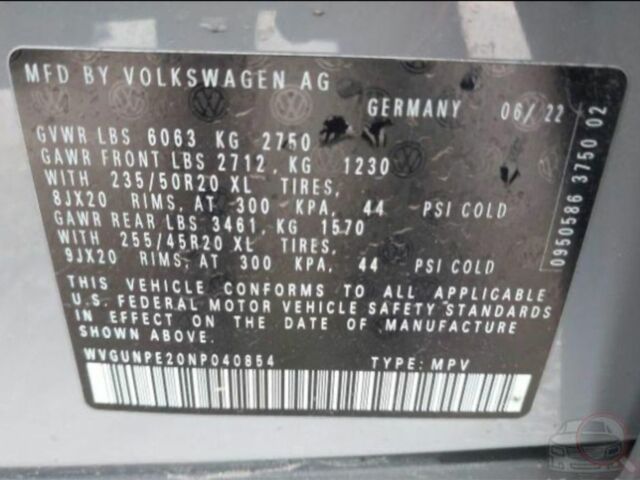 MFD BY VOLKSWAGEN AG
GERMANY 06/22
GVWR LBS 6063 KG 2750
GAWR FRONT LBS 2712, KG 1230
WITH 235/50R20 XL TIRES,
8JX20 RIMS, AT 300 KPA, 44 PSI COLD
GAWR REAR LBS 3461, KG 1570
WITH 255/45R20 XL TIRES,
9JX20 RIMS, AT 300 KPA, 44 PSI COLD
THIS VEHICLE CONFORMS TO ALL APPLICABLE
U.S. FEDERAL MOTOR VEHICLE SAFETY STANDARDS
IN EFFECT ON THE DATE OF MANUFACTURE
SHOWN ABOVE.
WVGUNPE20NP040854 TYPE: MPV
0950586 3750 02